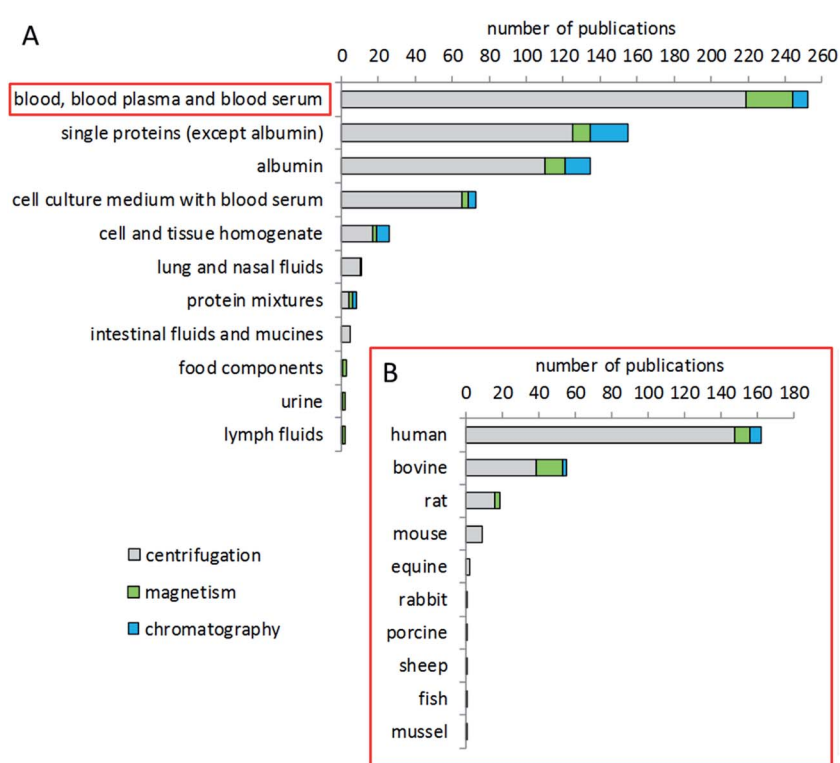 A
number of publications
0 20 40 60 80 100 120 140 160 180 200 220 240 260
blood, blood plasma and blood serum
single proteins (except albumin)
albumin
cell culture medium with blood serum
cell and tissue homogenate
lung and nasal fluids
protein mixtures
intestinal fluids and mucines
food components
urine
lymph fluids
centrifugation
magnetism
chromatography
B
number of publications
0 20 40 60 80 100 120 140 160 180
human
bovine
rat
mouse
equine
rabbit
porcine
sheep
fish
mussel